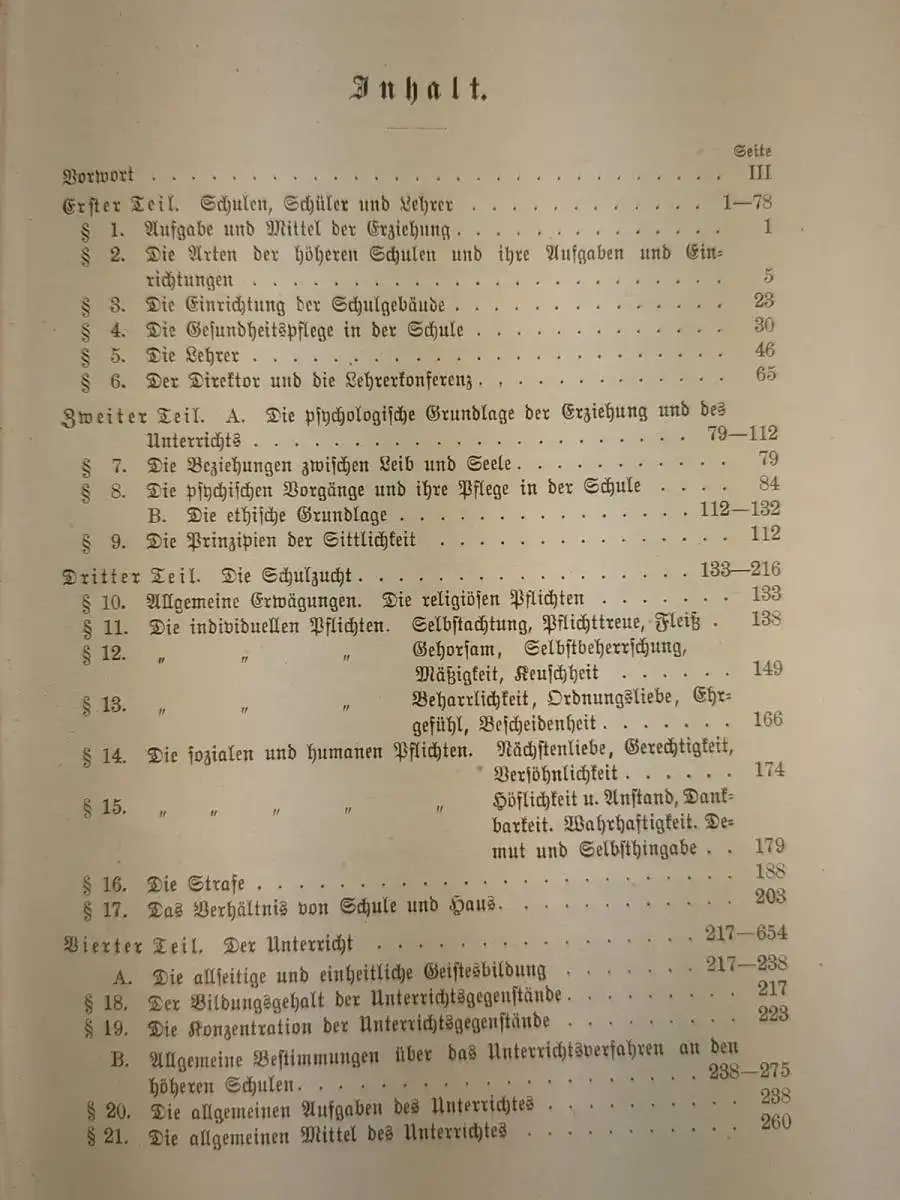 Inhalt.
Seite
Vorwort . . . . . . . . . . . . . . . . . . . . . . . . III
Erster Teil. Schulen, Schüler und Lehrer . . . . . . . . . . . . 1—78
§ 1. Aufgabe und Mittel der Erziehung . . . . . . . . . . . . . 1
§ 2. Die Arten der höheren Schulen und ihre Aufgaben und Ein-
richtungen . . . . . . . . . . . . . . . . . . . . . . 5
§ 3. Die Einrichtung der Schulgebäude . . . . . . . . . . . . . 23
§ 4. Die Gesundheitspflege in der Schule . . . . . . . . . . . . 30
§ 5. Die Lehrer . . . . . . . . . . . . . . . . . . . . . . 46
§ 6. Der Direktor und die Lehrerkonferenz . . . . . . . . . . . . 65
Zweiter Teil. A. Die psychologische Grundlage der Erziehung und des
Unterrichts . . . . . . . . . . . . . . . . . . . . 79—112
§ 7. Die Beziehungen zwischen Leib und Seele . . . . . . . . . . 79
§ 8. Die psychischen Vorgänge und ihre Pflege in der Schule . . . . 84
B. Die ethische Grundlage . . . . . . . . . . . . . . 112—132
§ 9. Die Prinzipien der Sittlichkeit . . . . . . . . . . . . . . 112
Dritter Teil. Die Schulzucht . . . . . . . . . . . . . . . . 133—216
§ 10. Allgemeine Erwägungen. Die religiösen Pflichten . . . . . . . 133
§ 11. Die individuellen Pflichten. Selbstachtung, Pflichttreue, Fleiß . 138
§ 12. „ „ „ Gehorsam, Selbstbeherrschung,
Mäßigkeit, Keuschheit . . . . . . 149
§ 13. „ „ „ Beharrlichkeit, Ordnungsliebe, Ehr-
gefühl, Bescheidenheit . . . . . . . 166
§ 14. Die sozialen und humanen Pflichten. Nächstenliebe, Gerechtigkeit,
Versöhnlichkeit . . . . . . 174
§ 15. „ „ „ „ „ Höflichkeit u. Anstand, Dank-
barkeit. Wahrhaftigkeit. De-
mut und Selbsthingabe . . 179
§ 16. Die Strafe . . . . . . . . . . . . . . . . . . . . . . 188
§ 17. Das Verhältnis von Schule und Haus . . . . . . . . . . . 203
Vierter Teil. Der Unterricht . . . . . . . . . . . . . . . 217—654
A. Die allseitige und einheitliche Geistesbildung . . . . . . . 217—238
§ 18. Der Bildungsgehalt der Unterrichtsgegenstände . . . . . . . . 217
§ 19. Die Konzentration der Unterrichtsgegenstände . . . . . . . . 223
B. Allgemeine Bestimmungen über das Unterrichtsverfahren an den
höheren Schulen . . . . . . . . . . . . . . . . . . 238—275
§ 20. Die allgemeinen Aufgaben des Unterrichtes . . . . . . . . . 238
§ 21. Die allgemeinen Mittel des Unterrichtes . . . . . . . . . . 260